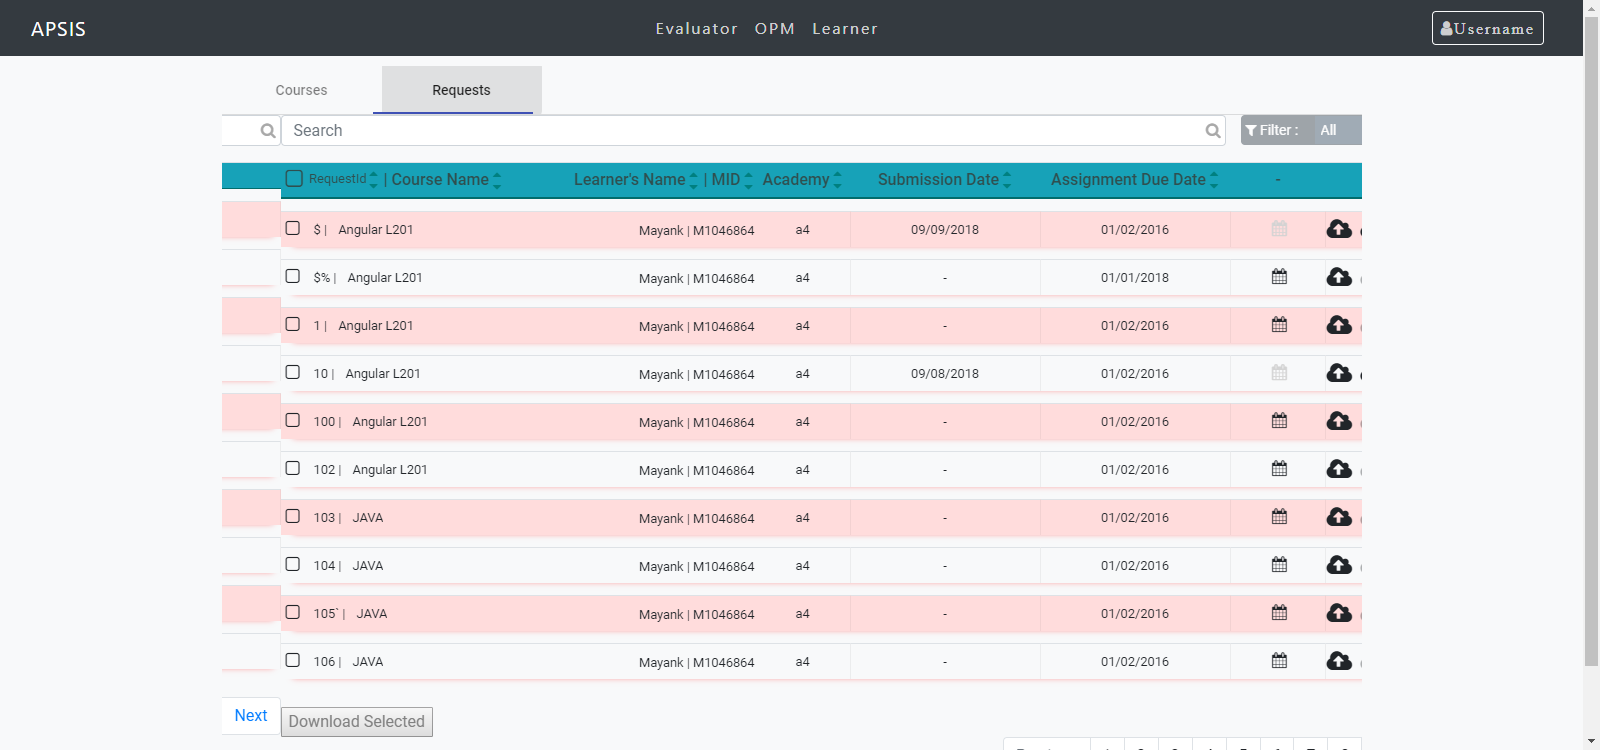 APSIS Evaluator OPM Learner Username
Courses Requests
Search Filter : All
RequestId | Course Name Learner's Name | MID Academy Submission Date Assignment Due Date -
$ | Angular L201 Mayank | M1046864 a4 09/09/2018 01/02/2016
$% | Angular L201 Mayank | M1046864 a4 - 01/01/2018
1 | Angular L201 Mayank | M1046864 a4 - 01/02/2016
10 | Angular L201 Mayank | M1046864 a4 09/08/2018 01/02/2016
100 | Angular L201 Mayank | M1046864 a4 - 01/02/2016
102 | Angular L201 Mayank | M1046864 a4 - 01/02/2016
103 | JAVA Mayank | M1046864 a4 - 01/02/2016
104 | JAVA Mayank | M1046864 a4 - 01/02/2016
105` | JAVA Mayank | M1046864 a4 - 01/02/2016
106 | JAVA Mayank | M1046864 a4 - 01/02/2016
Next Download Selected